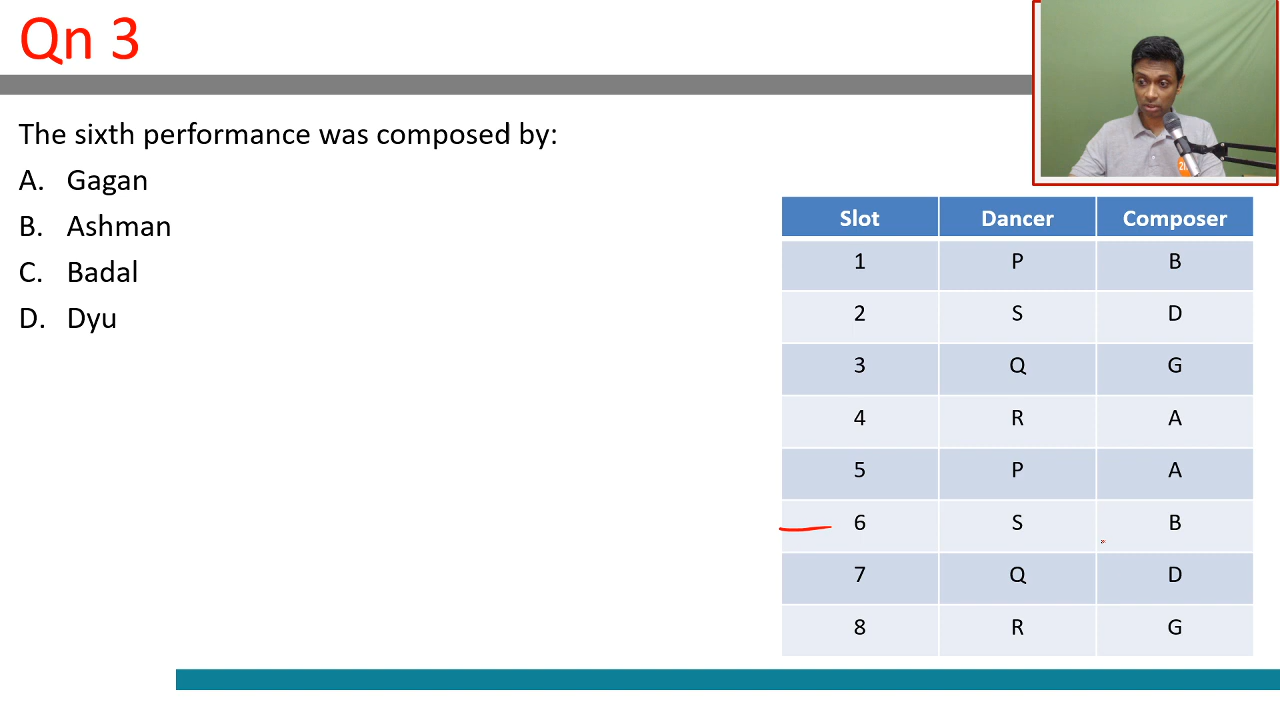 Qn 3
The sixth performance was composed by:
A. Gagan
B. Ashman
C. Badal
D. Dyu
Slot Dancer Composer
1 P B
2 S D
3 Q G
4 R A
5 P A
6 S B
7 Q D
8 R G